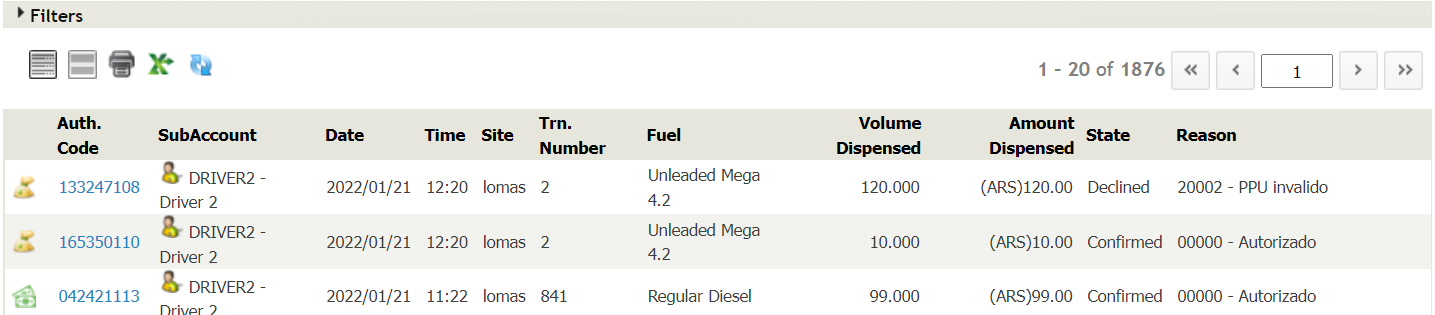 Filters
1 - 20 of 1876 « ‹ 1 › »
Auth. Code SubAccount Date Time Site Trn. Number Fuel Volume Dispensed Amount Dispensed State Reason
133247108 DRIVER2 - Driver 2 2022/01/21 12:20 lomas 2 Unleaded Mega 4.2 120.000 (ARS)120.00 Declined 20002 - PPU invalido
165350110 DRIVER2 - Driver 2 2022/01/21 12:20 lomas 2 Unleaded Mega 4.2 10.000 (ARS)10.00 Confirmed 00000 - Autorizado
042421113 DRIVER2 - Driver 2 2022/01/21 11:22 lomas 841 Regular Diesel 99.000 (ARS)99.00 Confirmed 00000 - Autorizado